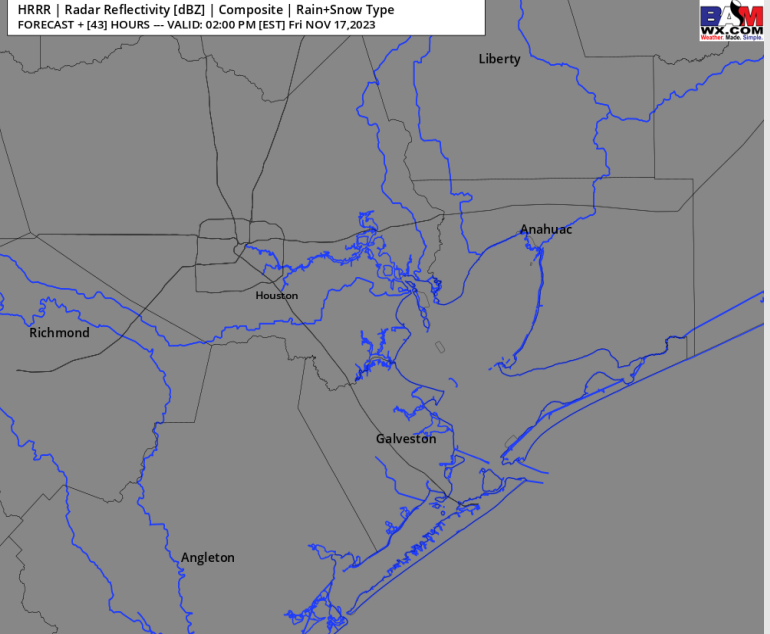 HRRR | Radar Reflectivity [dBZ] | Composite | Rain+Snow Type
FORECAST + [43] HOURS --- VALID: 02:00 PM [EST] Fri NOV 17,2023
BAM
WX.COM
Weather. Made. Simple.
Liberty
Anahuac
Houston
Richmond
Galveston
Angleton